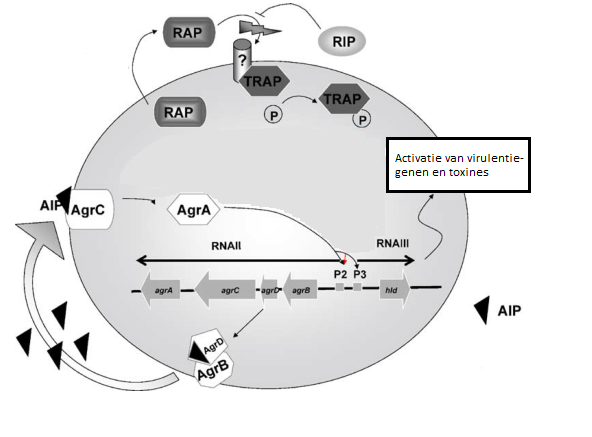 RAP
RIP
?
TRAP
TRAP
RAP
P
P
Activatie van virulentie-
genen en toxines
AIP
AgrC
AgrA
RNAII
RNAIII
P2 P3
agrA
agrC
agrD
agrB
hld
AIP
AgrD
AgrB